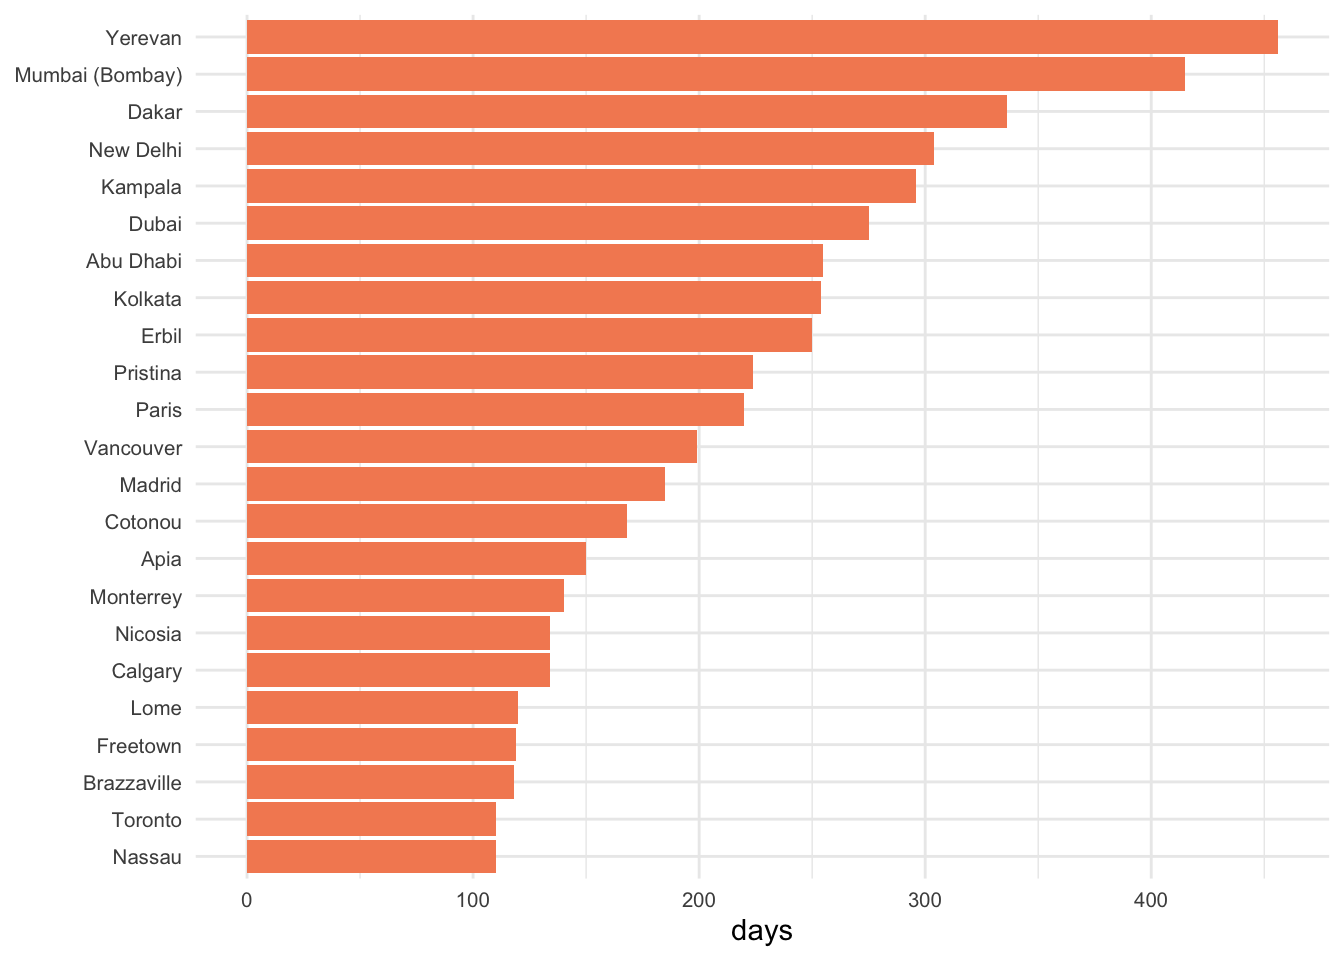 Yerevan
Mumbai (Bombay)
Dakar
New Delhi
Kampala
Dubai
Abu Dhabi
Kolkata
Erbil
Pristina
Paris
Vancouver
Madrid
Cotonou
Apia
Monterrey
Nicosia
Calgary
Lome
Freetown
Brazzaville
Toronto
Nassau
0 100 200 300 400
days